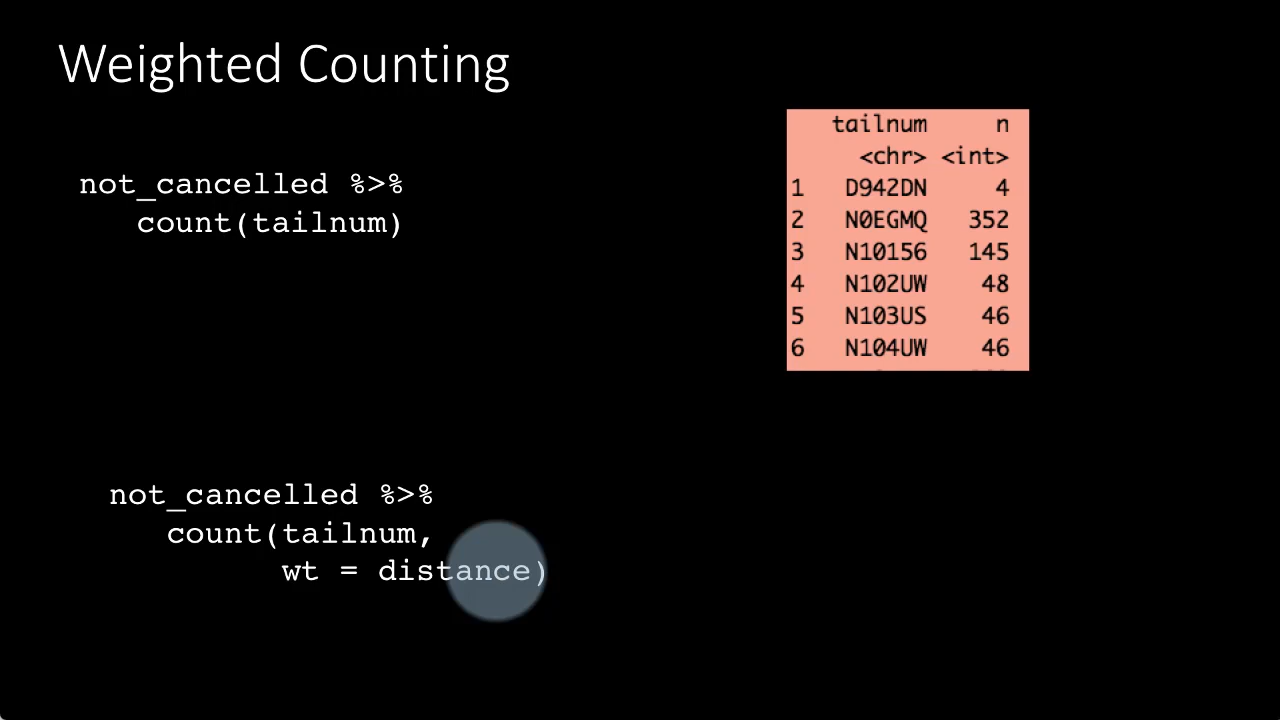 Weighted Counting
not_cancelled %>%
count(tailnum)
tailnum n
<chr> <int>
1 D942DN 4
2 N0EGMQ 352
3 N10156 145
4 N102UW 48
5 N103US 46
6 N104UW 46
not_cancelled %>%
count(tailnum,
wt = distance)